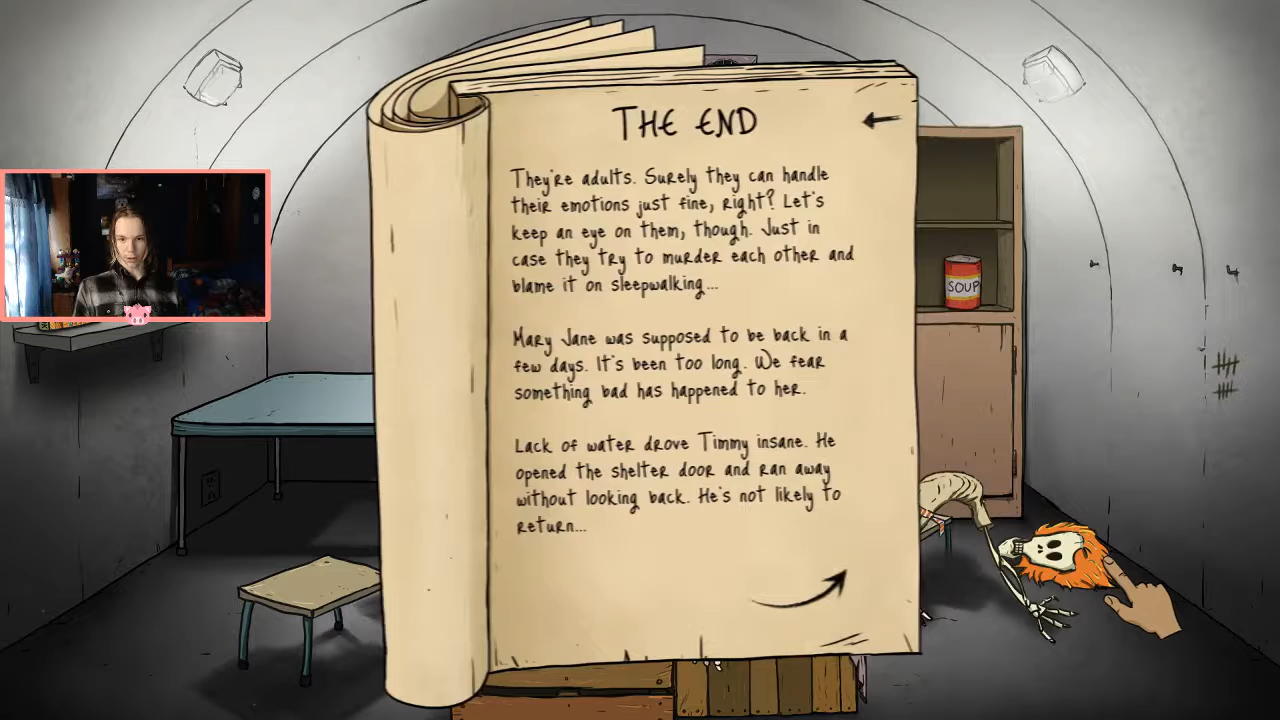 THE END
They're adults. Surely they can handle
their emotions just fine, right? Let's
keep an eye on them, though. Just in
case they try to murder each other and
blame it on sleepwalking...
Mary Jane was supposed to be back in a
few days. It's been too long. We fear
something bad has happened to her.
Lack of water drove Timmy insane. He
opened the shelter door and ran away
without looking back. He's not likely to
return...
SOUP